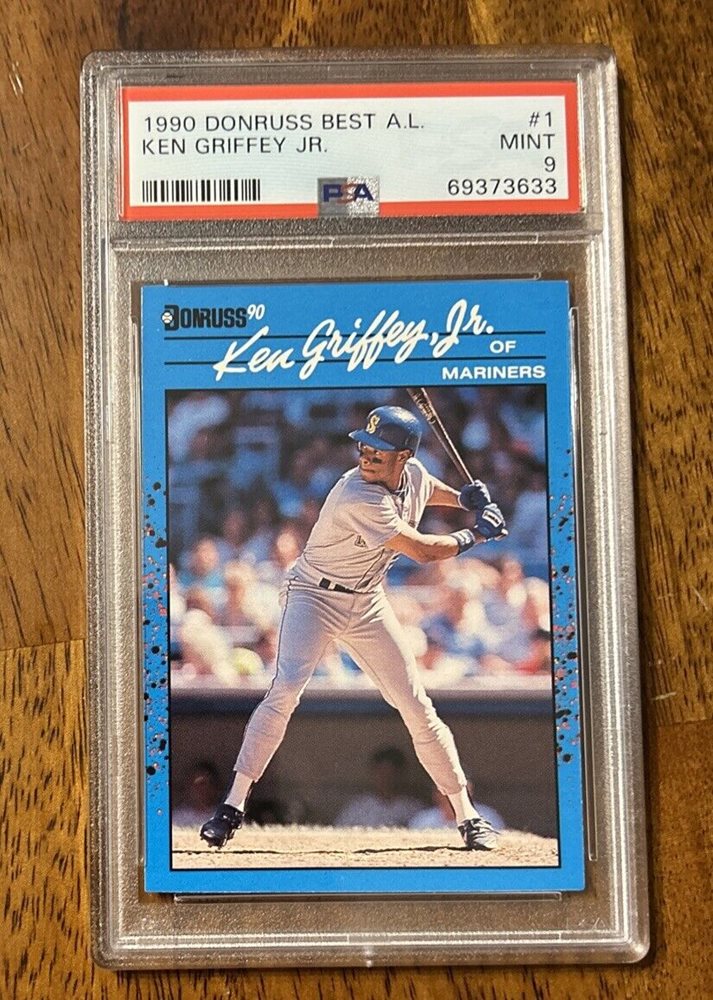 1990 DONRUSS BEST A.L. #1
KEN GRIFFEY JR. MINT
9
PSA 69373633
DONRUSS 90
Ken Griffey, Jr. OF
MARINERS
S